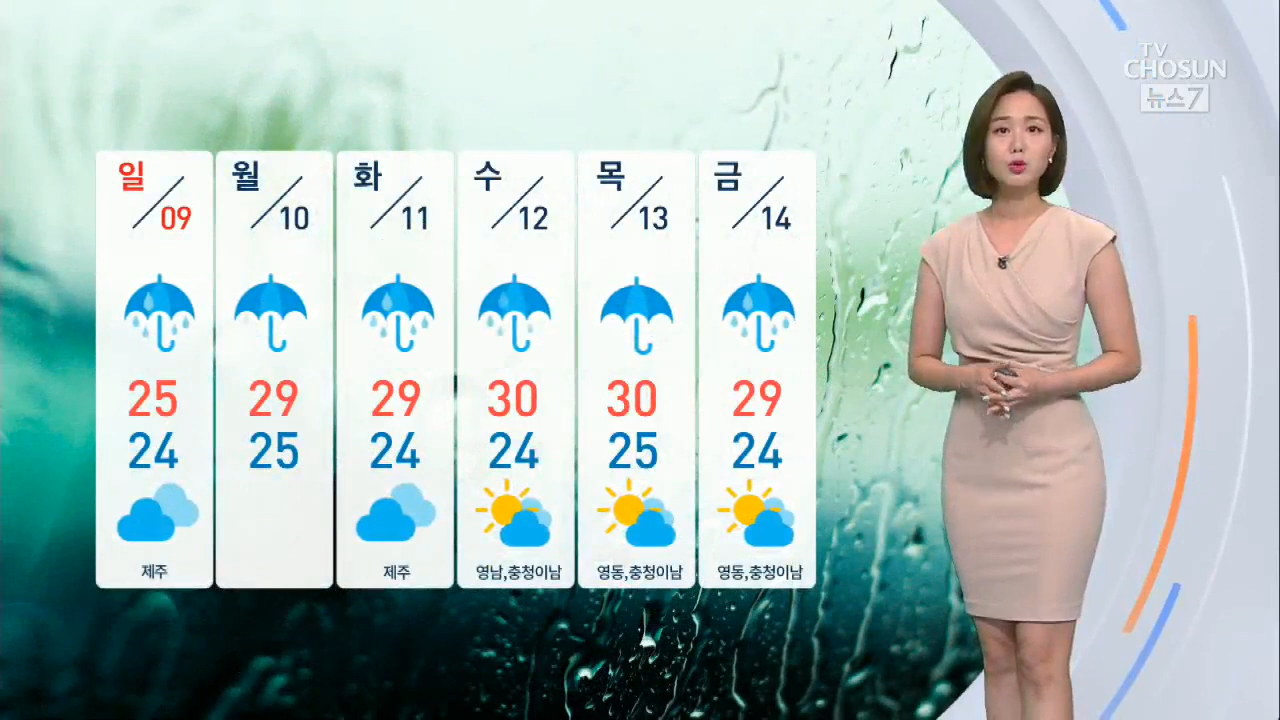 TV
CHOSUN
뉴스7
일/09
월/10
화/11
수/12
목/13
금/14
25
29
29
30
30
29
24
25
24
24
25
24
제주
제주
영남,충청이남
영동,충청이남
영동,충청이남